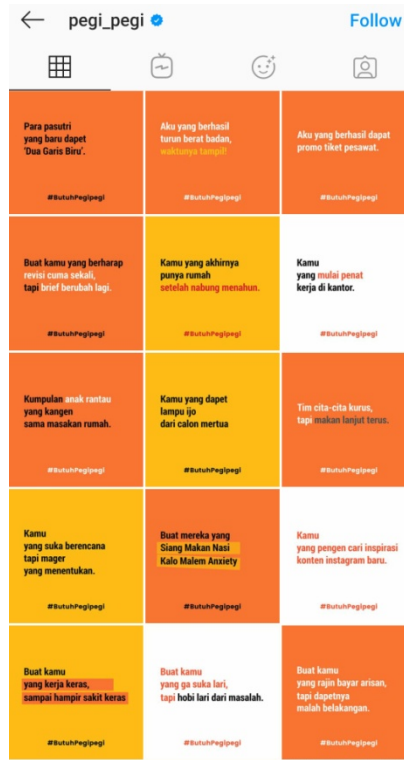 pegi_pegi
Follow
Para pasutri
yang baru dapet
'Dua Garis Biru'.
#ButuhPegipegi
Aku yang berhasil
turun berat badan,
waktunya tampil!
#ButuhPegipegi
Aku yang berhasil dapat
promo tiket pesawat.
#ButuhPegipegi
Buat kamu yang berharap
revisi cuma sekali,
tapi brief berubah lagi.
#ButuhPegipegi
Kamu yang akhirnya
punya rumah
setelah nabung menahun.
#ButuhPegipegi
Kamu
yang mulai penat
kerja di kantor.
#ButuhPegipegi
Kumpulan anak rantau
yang kangen
sama masakan rumah.
#ButuhPegipegi
Kamu yang dapet
lampu ijo
dari calon mertua
#ButuhPegipegi
Tim cita-cita kurus,
tapi makan lanjut terus.
#ButuhPegipegi
Kamu
yang suka berencana
tapi mager
yang menentukan.
#ButuhPegipegi
Buat mereka yang
Siang Makan Nasi
Kalo Malem Anxiety
#ButuhPegipegi
Kamu
yang pengen cari inspirasi
konten instagram baru.
#ButuhPegipegi
Buat kamu
yang kerja keras,
sampai hampir sakit keras
#ButuhPegipegi
Buat kamu
yang ga suka lari,
tapi hobi lari dari masalah.
#ButuhPegipegi
Buat kamu
yang rajin bayar arisan,
tapi dapetnya
malah belakangan.
#ButuhPegipegi